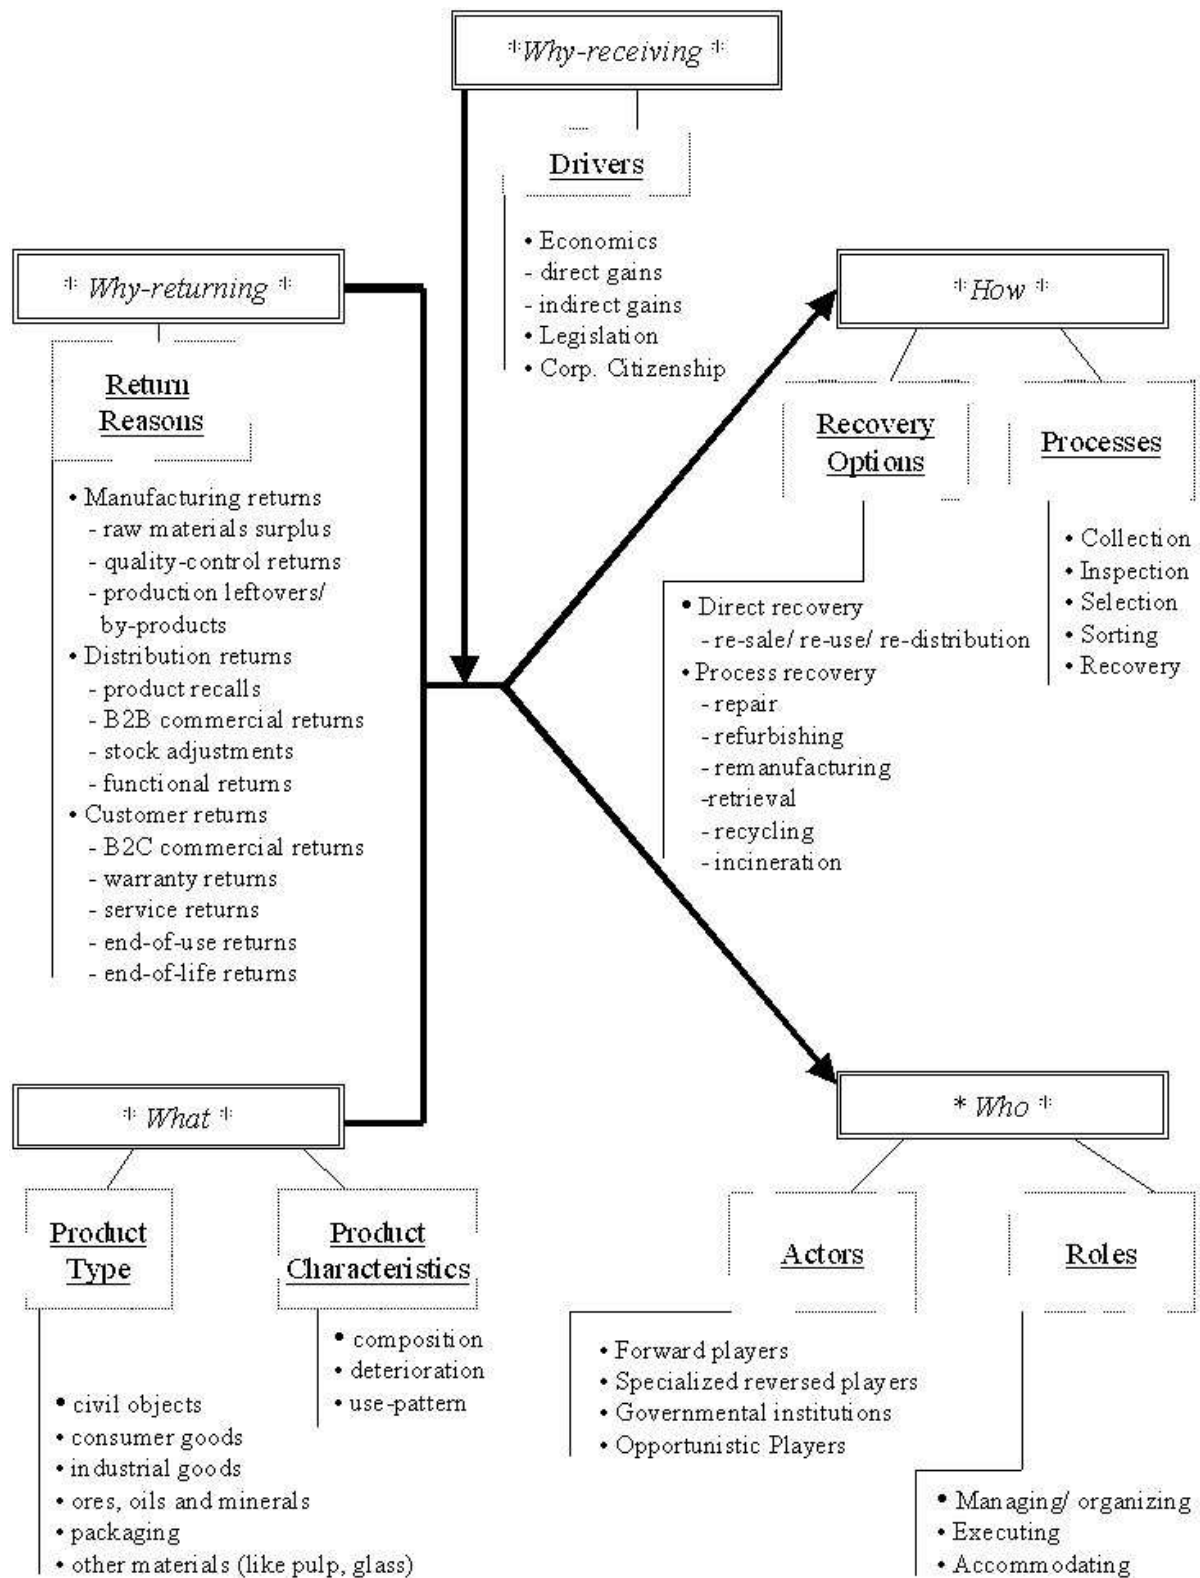 *Why-receiving *
Drivers
• Economics
- direct gains
- indirect gains
• Legislation
• Corp. Citizenship
* Why-returning *
Return
Reasons
• Manufacturing returns
- raw materials surplus
- quality-control returns
- production leftovers/
by-products
• Distribution returns
- product recalls
- B2B commercial returns
- stock adjustments
- functional returns
• Customer returns
- B2C commercial returns
- warranty returns
- service returns
- end-of-use returns
- end-of-life returns
*How *
Recovery
Options
• Direct recovery
- re-sale/ re-use/ re-distribution
• Process recovery
- repair
- refurbishing
- remanufacturing
-retrieval
- recycling
- incineration
Processes
• Collection
• Inspection
• Selection
• Sorting
• Recovery
* What *
Product
Type
• civil objects
• consumer goods
• industrial goods
• ores, oils and minerals
• packaging
• other materials (like pulp, glass)
Product
Characteristics
• composition
• deterioration
• use-pattern
* Who *
Actors
• Forward players
• Specialized reversed players
• Governmental institutions
• Opportunistic Players
Roles
• Managing/ organizing
• Executing
• Accommodating